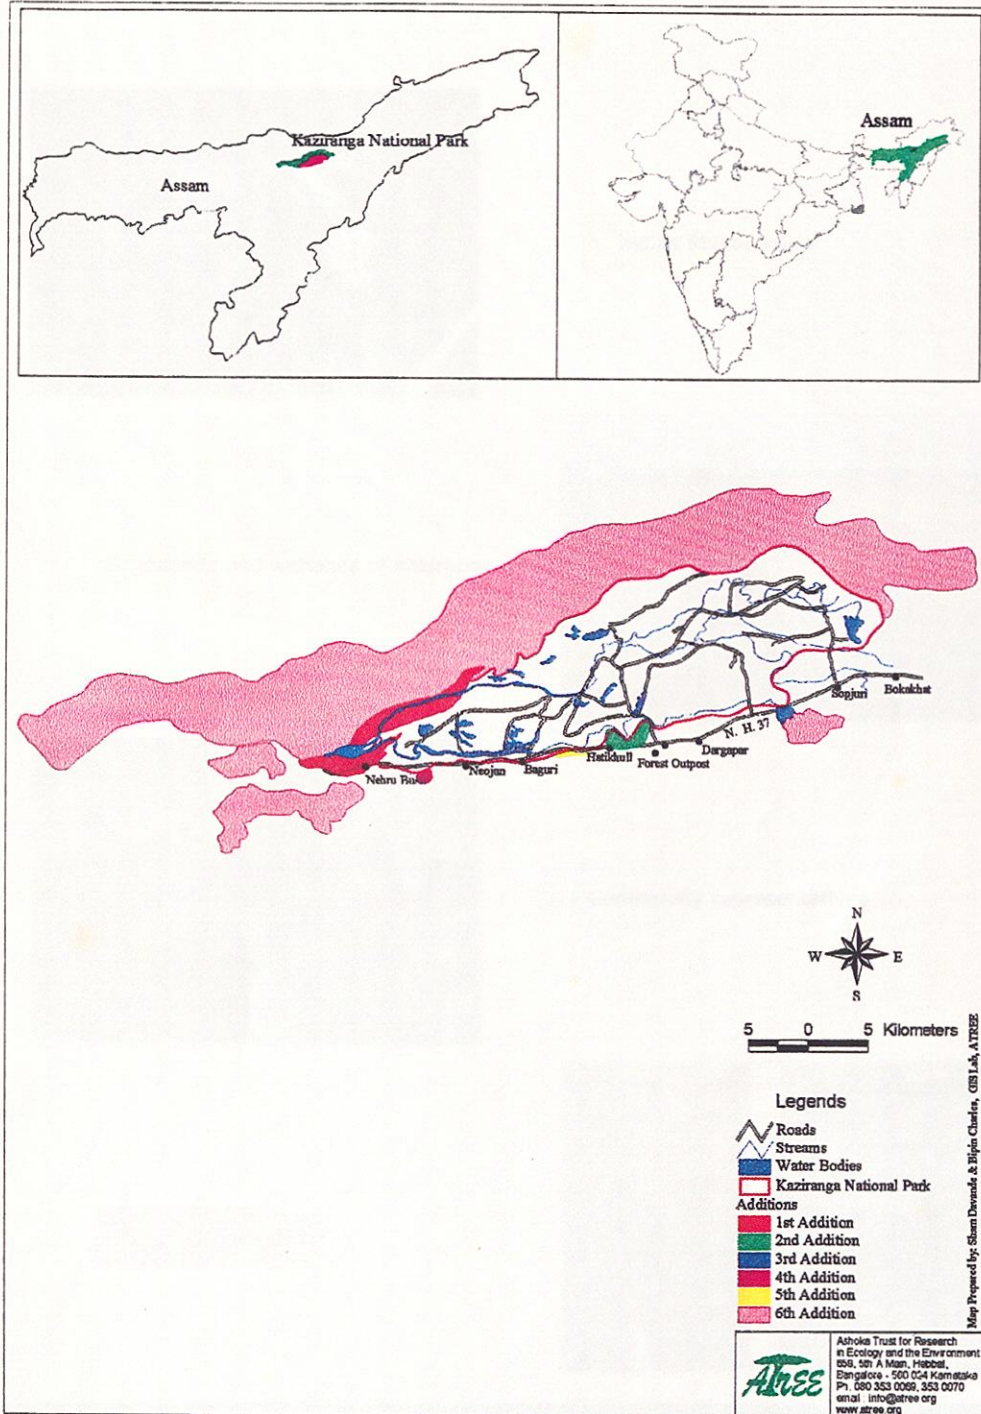 Kaziranga National Park
Assam
Assam
Sopjuri
Bokakhat
N. H. 37
Dargapar
Hatikhuli
Forest Outpost
Baguri
Neojan
Nehru
N
W
E
S
5 0 5 Kilometers
Legends
Roads
Streams
Water Bodies
Kaziranga National Park
Additions
1st Addition
2nd Addition
3rd Addition
4th Addition
5th Addition
6th Addition
Map Prepared by: Sham Davande & Bipin Charles, GIS Lab, ATREE
ATREE
Ashoka Trust for Research
in Ecology and the Environment
659, 5th A Main, Hebbal,
Bangalore - 560 024 Karnataka
Ph. 080 353 0069, 353 0070
email : info@atree org
www.atree.org